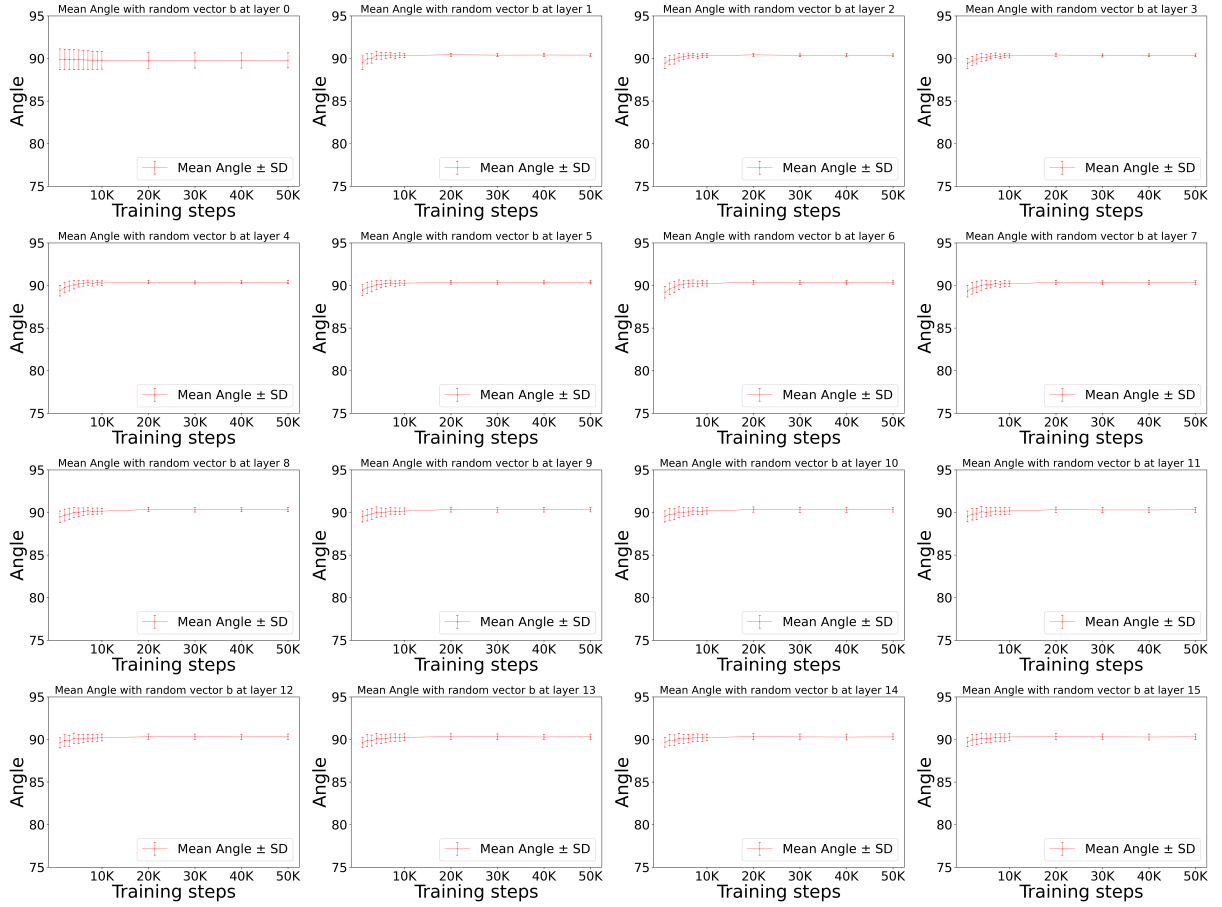 Mean Angle with random vector b at layer 0
95
90
85
80
75
Angle
Mean Angle ± SD
10K 20K 30K 40K 50K
Training steps
Mean Angle with random vector b at layer 1
95
90
85
80
75
Angle
Mean Angle ± SD
10K 20K 30K 40K 50K
Training steps
Mean Angle with random vector b at layer 2
95
90
85
80
75
Angle
Mean Angle ± SD
10K 20K 30K 40K 50K
Training steps
Mean Angle with random vector b at layer 3
95
90
85
80
75
Angle
Mean Angle ± SD
10K 20K 30K 40K 50K
Training steps
Mean Angle with random vector b at layer 4
95
90
85
80
75
Angle
Mean Angle ± SD
10K 20K 30K 40K 50K
Training steps
Mean Angle with random vector b at layer 5
95
90
85
80
75
Angle
Mean Angle ± SD
10K 20K 30K 40K 50K
Training steps
Mean Angle with random vector b at layer 6
95
90
85
80
75
Angle
Mean Angle ± SD
10K 20K 30K 40K 50K
Training steps
Mean Angle with random vector b at layer 7
95
90
85
80
75
Angle
Mean Angle ± SD
10K 20K 30K 40K 50K
Training steps
Mean Angle with random vector b at layer 8
95
90
85
80
75
Angle
Mean Angle ± SD
10K 20K 30K 40K 50K
Training steps
Mean Angle with random vector b at layer 9
95
90
85
80
75
Angle
Mean Angle ± SD
10K 20K 30K 40K 50K
Training steps
Mean Angle with random vector b at layer 10
95
90
85
80
75
Angle
Mean Angle ± SD
10K 20K 30K 40K 50K
Training steps
Mean Angle with random vector b at layer 11
95
90
85
80
75
Angle
Mean Angle ± SD
10K 20K 30K 40K 50K
Training steps
Mean Angle with random vector b at layer 12
95
90
85
80
75
Angle
Mean Angle ± SD
10K 20K 30K 40K 50K
Training steps
Mean Angle with random vector b at layer 13
95
90
85
80
75
Angle
Mean Angle ± SD
10K 20K 30K 40K 50K
Training steps
Mean Angle with random vector b at layer 14
95
90
85
80
75
Angle
Mean Angle ± SD
10K 20K 30K 40K 50K
Training steps
Mean Angle with random vector b at layer 15
95
90
85
80
75
Angle
Mean Angle ± SD
10K 20K 30K 40K 50K
Training steps